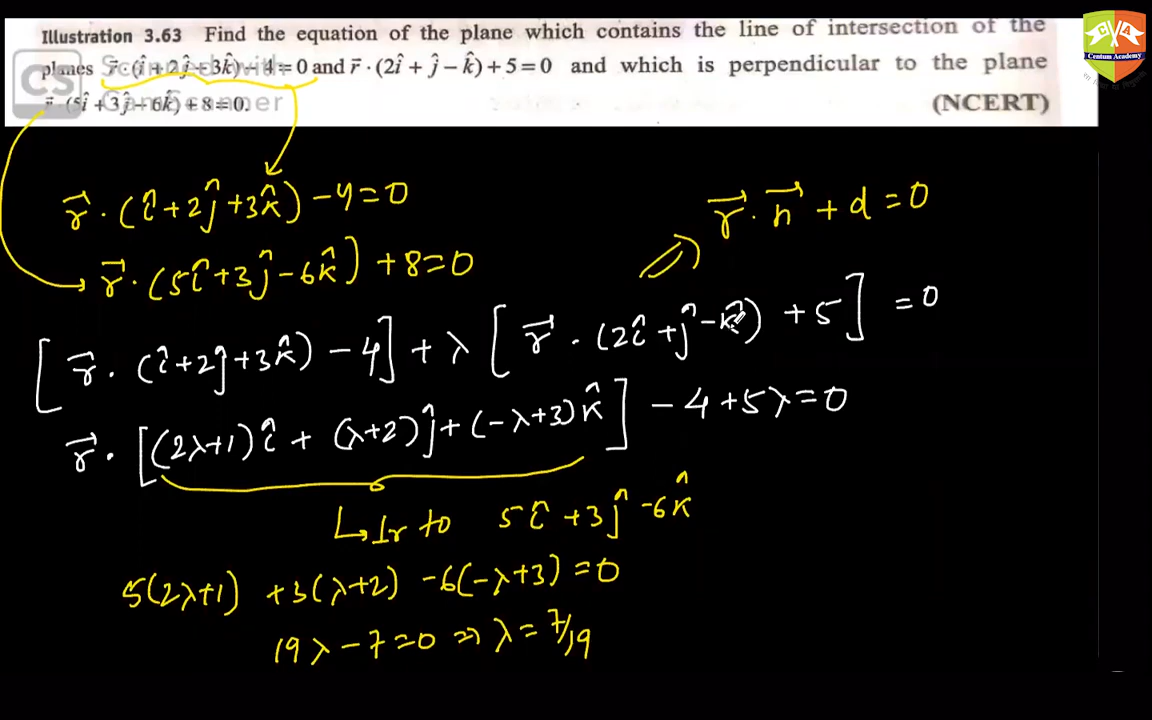 Illustration 3.63 Find the equation of the plane which contains the line of intersection of the
planes r⃗·(î+2ĵ+3k̂)−4=0 and r⃗·(2î+ĵ−k̂)+5=0 and which is perpendicular to the plane
r⃗·(5î+3ĵ−6k̂)+8=0. (NCERT)
CS
Centum Academy
r⃗·(î+2ĵ+3k̂)−4=0
r⃗·n⃗+d=0
r⃗·(5î+3ĵ−6k̂)+8=0
[r⃗·(î+2ĵ+3k̂)−4]+λ[r⃗·(2î+ĵ−k̂)+5]=0
r⃗·[(2λ+1)î+(λ+2)ĵ+(−λ+3)k̂]−4+5λ=0
↳ ⊥r to 5î+3ĵ−6k̂
5(2λ+1)+3(λ+2)−6(−λ+3)=0
19λ−7=0 ⇒ λ=7/19